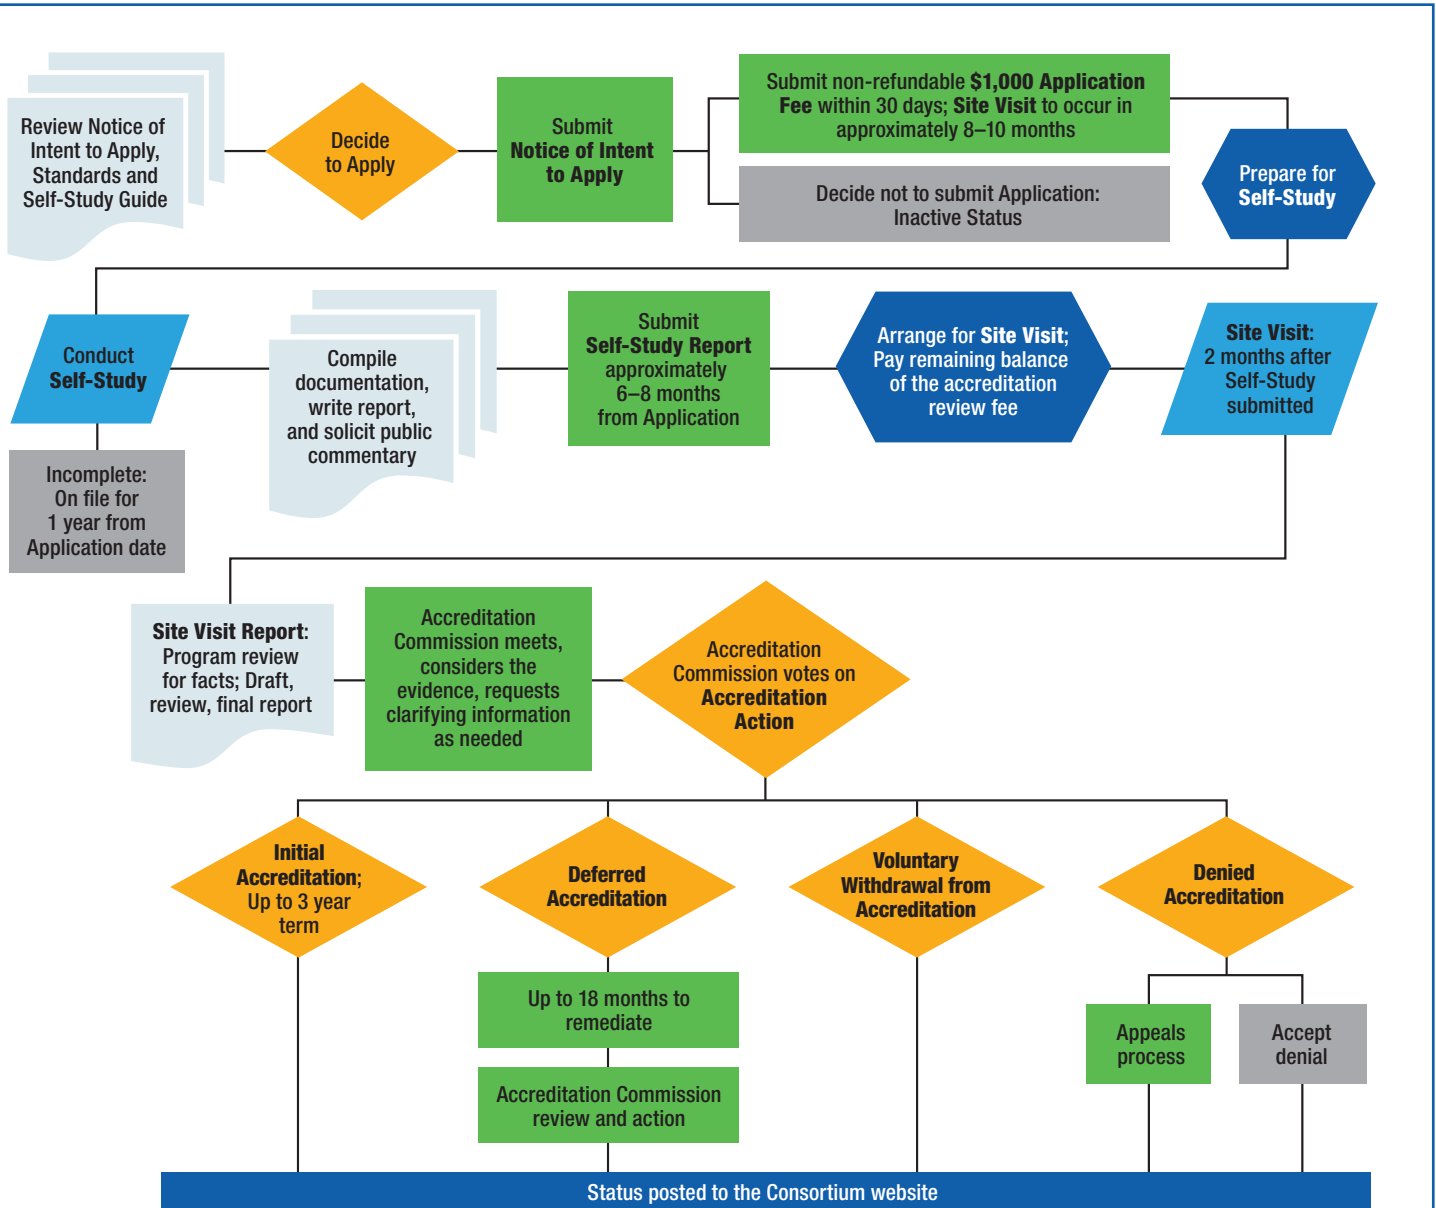 Review Notice of
Intent to Apply,
Standards and
Self-Study Guide
Decide
to Apply
Submit
Notice of Intent
to Apply
Submit non-refundable $1,000 Application
Fee within 30 days; Site Visit to occur in
approximately 8–10 months
Decide not to submit Application:
Inactive Status
Prepare for
Self-Study
Conduct
Self-Study
Incomplete:
On file for
1 year from
Application date
Compile
documentation,
write report,
and solicit public
commentary
Submit
Self-Study Report
approximately
6–8 months
from Application
Arrange for Site Visit;
Pay remaining balance
of the accreditation
review fee
Site Visit:
2 months after
Self-Study
submitted
Site Visit Report:
Program review
for facts; Draft,
review, final report
Accreditation
Commission meets,
considers the
evidence, requests
clarifying information
as needed
Accreditation
Commission votes on
Accreditation
Action
Initial
Accreditation;
Up to 3 year
term
Deferred
Accreditation
Up to 18 months to
remediate
Accreditation Commission
review and action
Voluntary
Withdrawal from
Accreditation
Denied
Accreditation
Appeals
process
Accept
denial
Status posted to the Consortium website